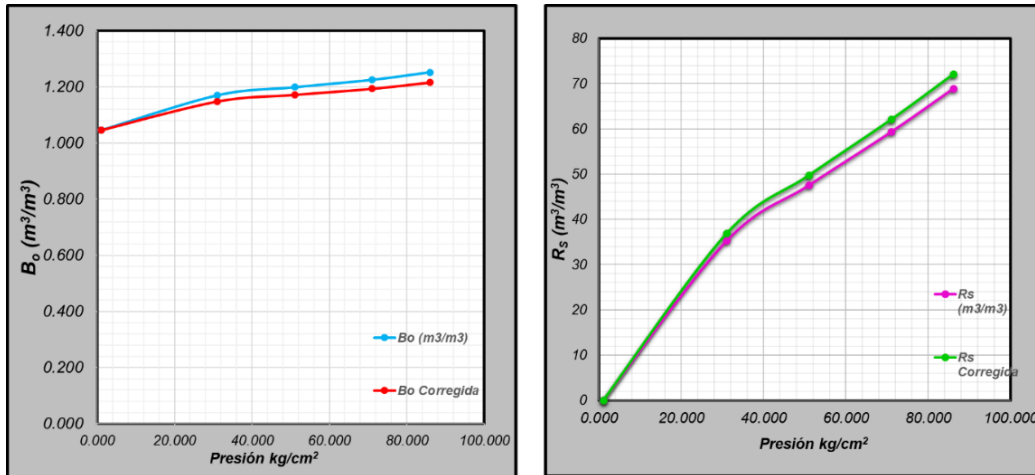 1.400
1.200
1.000
0.800
0.600
0.400
0.200
0.000
Bo (m³/m³)
0.000 20.000 40.000 60.000 80.000 100.000
Presión kg/cm²
Bo (m3/m3)
Bo Corregida
80
70
60
50
40
30
20
10
0
Rs (m³/m³)
0.000 20.000 40.000 60.000 80.000 100.000
Presión kg/cm²
Rs
(m3/m3)
Rs
Corregida